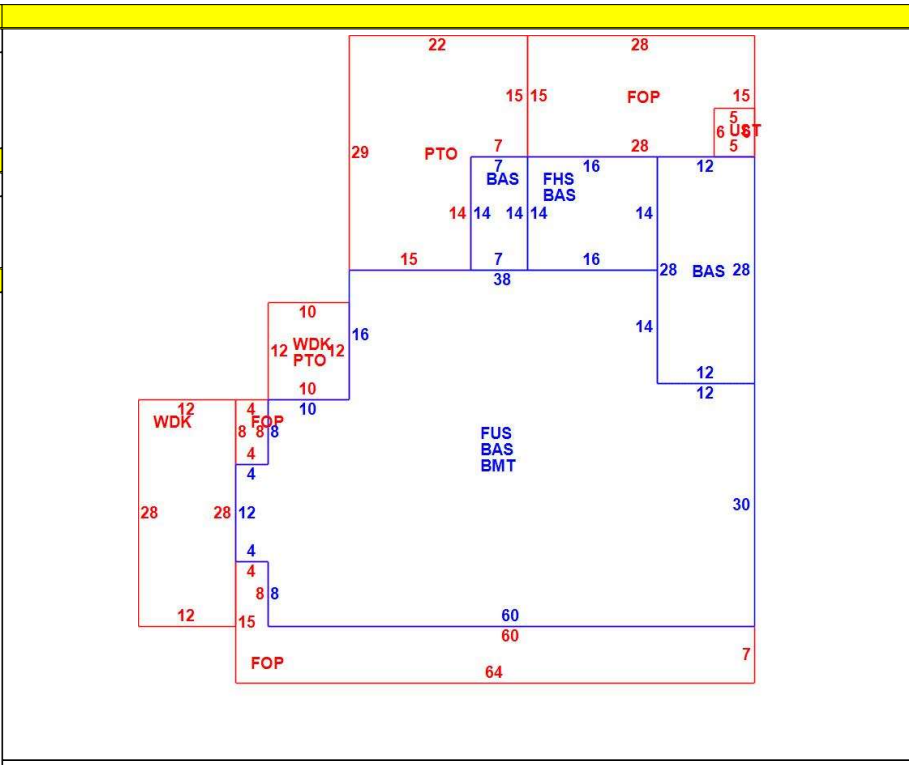 22 28
15 15 FOP 15
5
6 UST 6
29 PTO 7 28 5
7 16 12
BAS FHS
BAS
14 14 14 14 14
15 7 16 28 BAS 28
38
10
16 14
12 WDK 12
PTO
10 12
12 4 10 12
WDK FOP
8 8 8 FUS
BAS
4 BMT
4
28 28 12 30
4
4
8 8
12 15 60
60
FOP 7
64